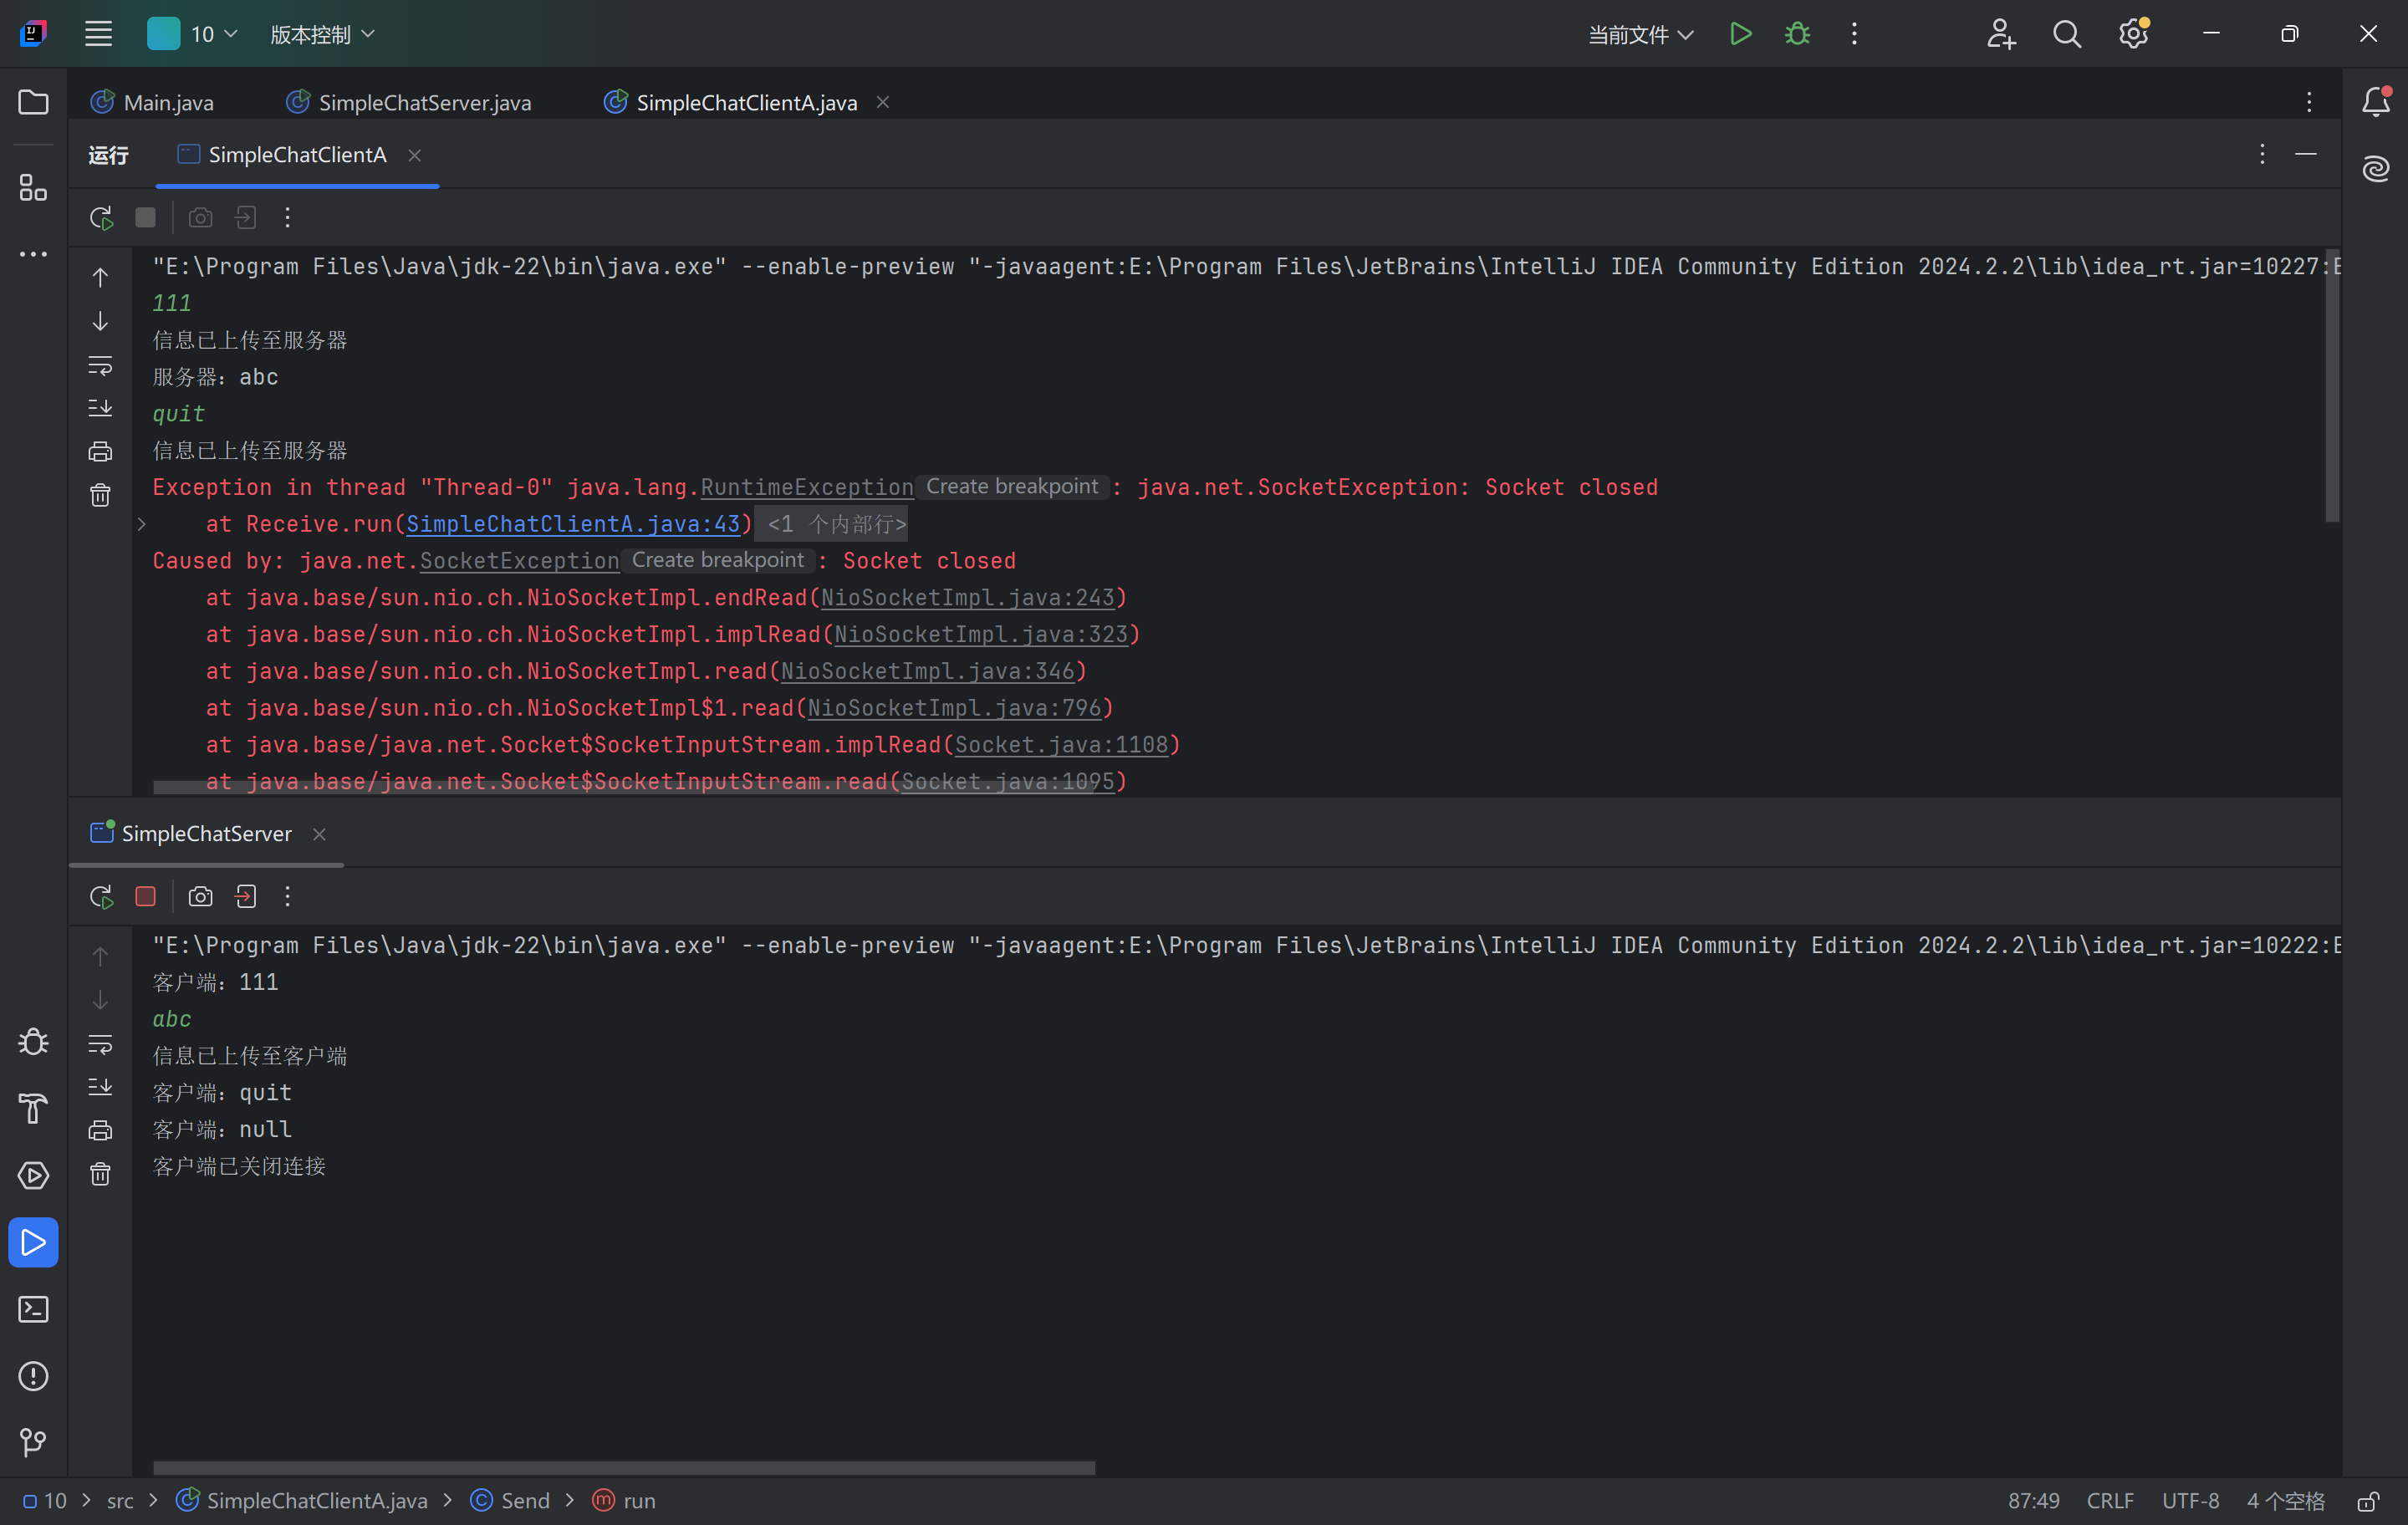 10
版本控制
当前文件
Main.java
SimpleChatServer.java
SimpleChatClientA.java
运行
SimpleChatClientA
"E:\Program Files\Java\jdk-22\bin\java.exe" --enable-preview "-javaagent:E:\Program Files\JetBrains\IntelliJ IDEA Community Edition 2024.2.2\lib\idea_rt.jar=10227:E
111
信息已上传至服务器
服务器：abc
quit
信息已上传至服务器
Exception in thread "Thread-0" java.lang.RuntimeException Create breakpoint : java.net.SocketException: Socket closed
at Receive.run(SimpleChatClientA.java:43) <1 个内部行>
Caused by: java.net.SocketException Create breakpoint : Socket closed
at java.base/sun.nio.ch.NioSocketImpl.endRead(NioSocketImpl.java:243)
at java.base/sun.nio.ch.NioSocketImpl.implRead(NioSocketImpl.java:323)
at java.base/sun.nio.ch.NioSocketImpl.read(NioSocketImpl.java:346)
at java.base/sun.nio.ch.NioSocketImpl$1.read(NioSocketImpl.java:796)
at java.base/java.net.Socket$SocketInputStream.implRead(Socket.java:1108)
at java.base/java.net.Socket$SocketInputStream.read(Socket.java:1095)
SimpleChatServer
"E:\Program Files\Java\jdk-22\bin\java.exe" --enable-preview "-javaagent:E:\Program Files\JetBrains\IntelliJ IDEA Community Edition 2024.2.2\lib\idea_rt.jar=10222:E
客户端：111
abc
信息已上传至客户端
客户端：quit
客户端：null
客户端已关闭连接
10 > src > SimpleChatClientA.java > Send > run
87:49 CRLF UTF-8 4 个空格